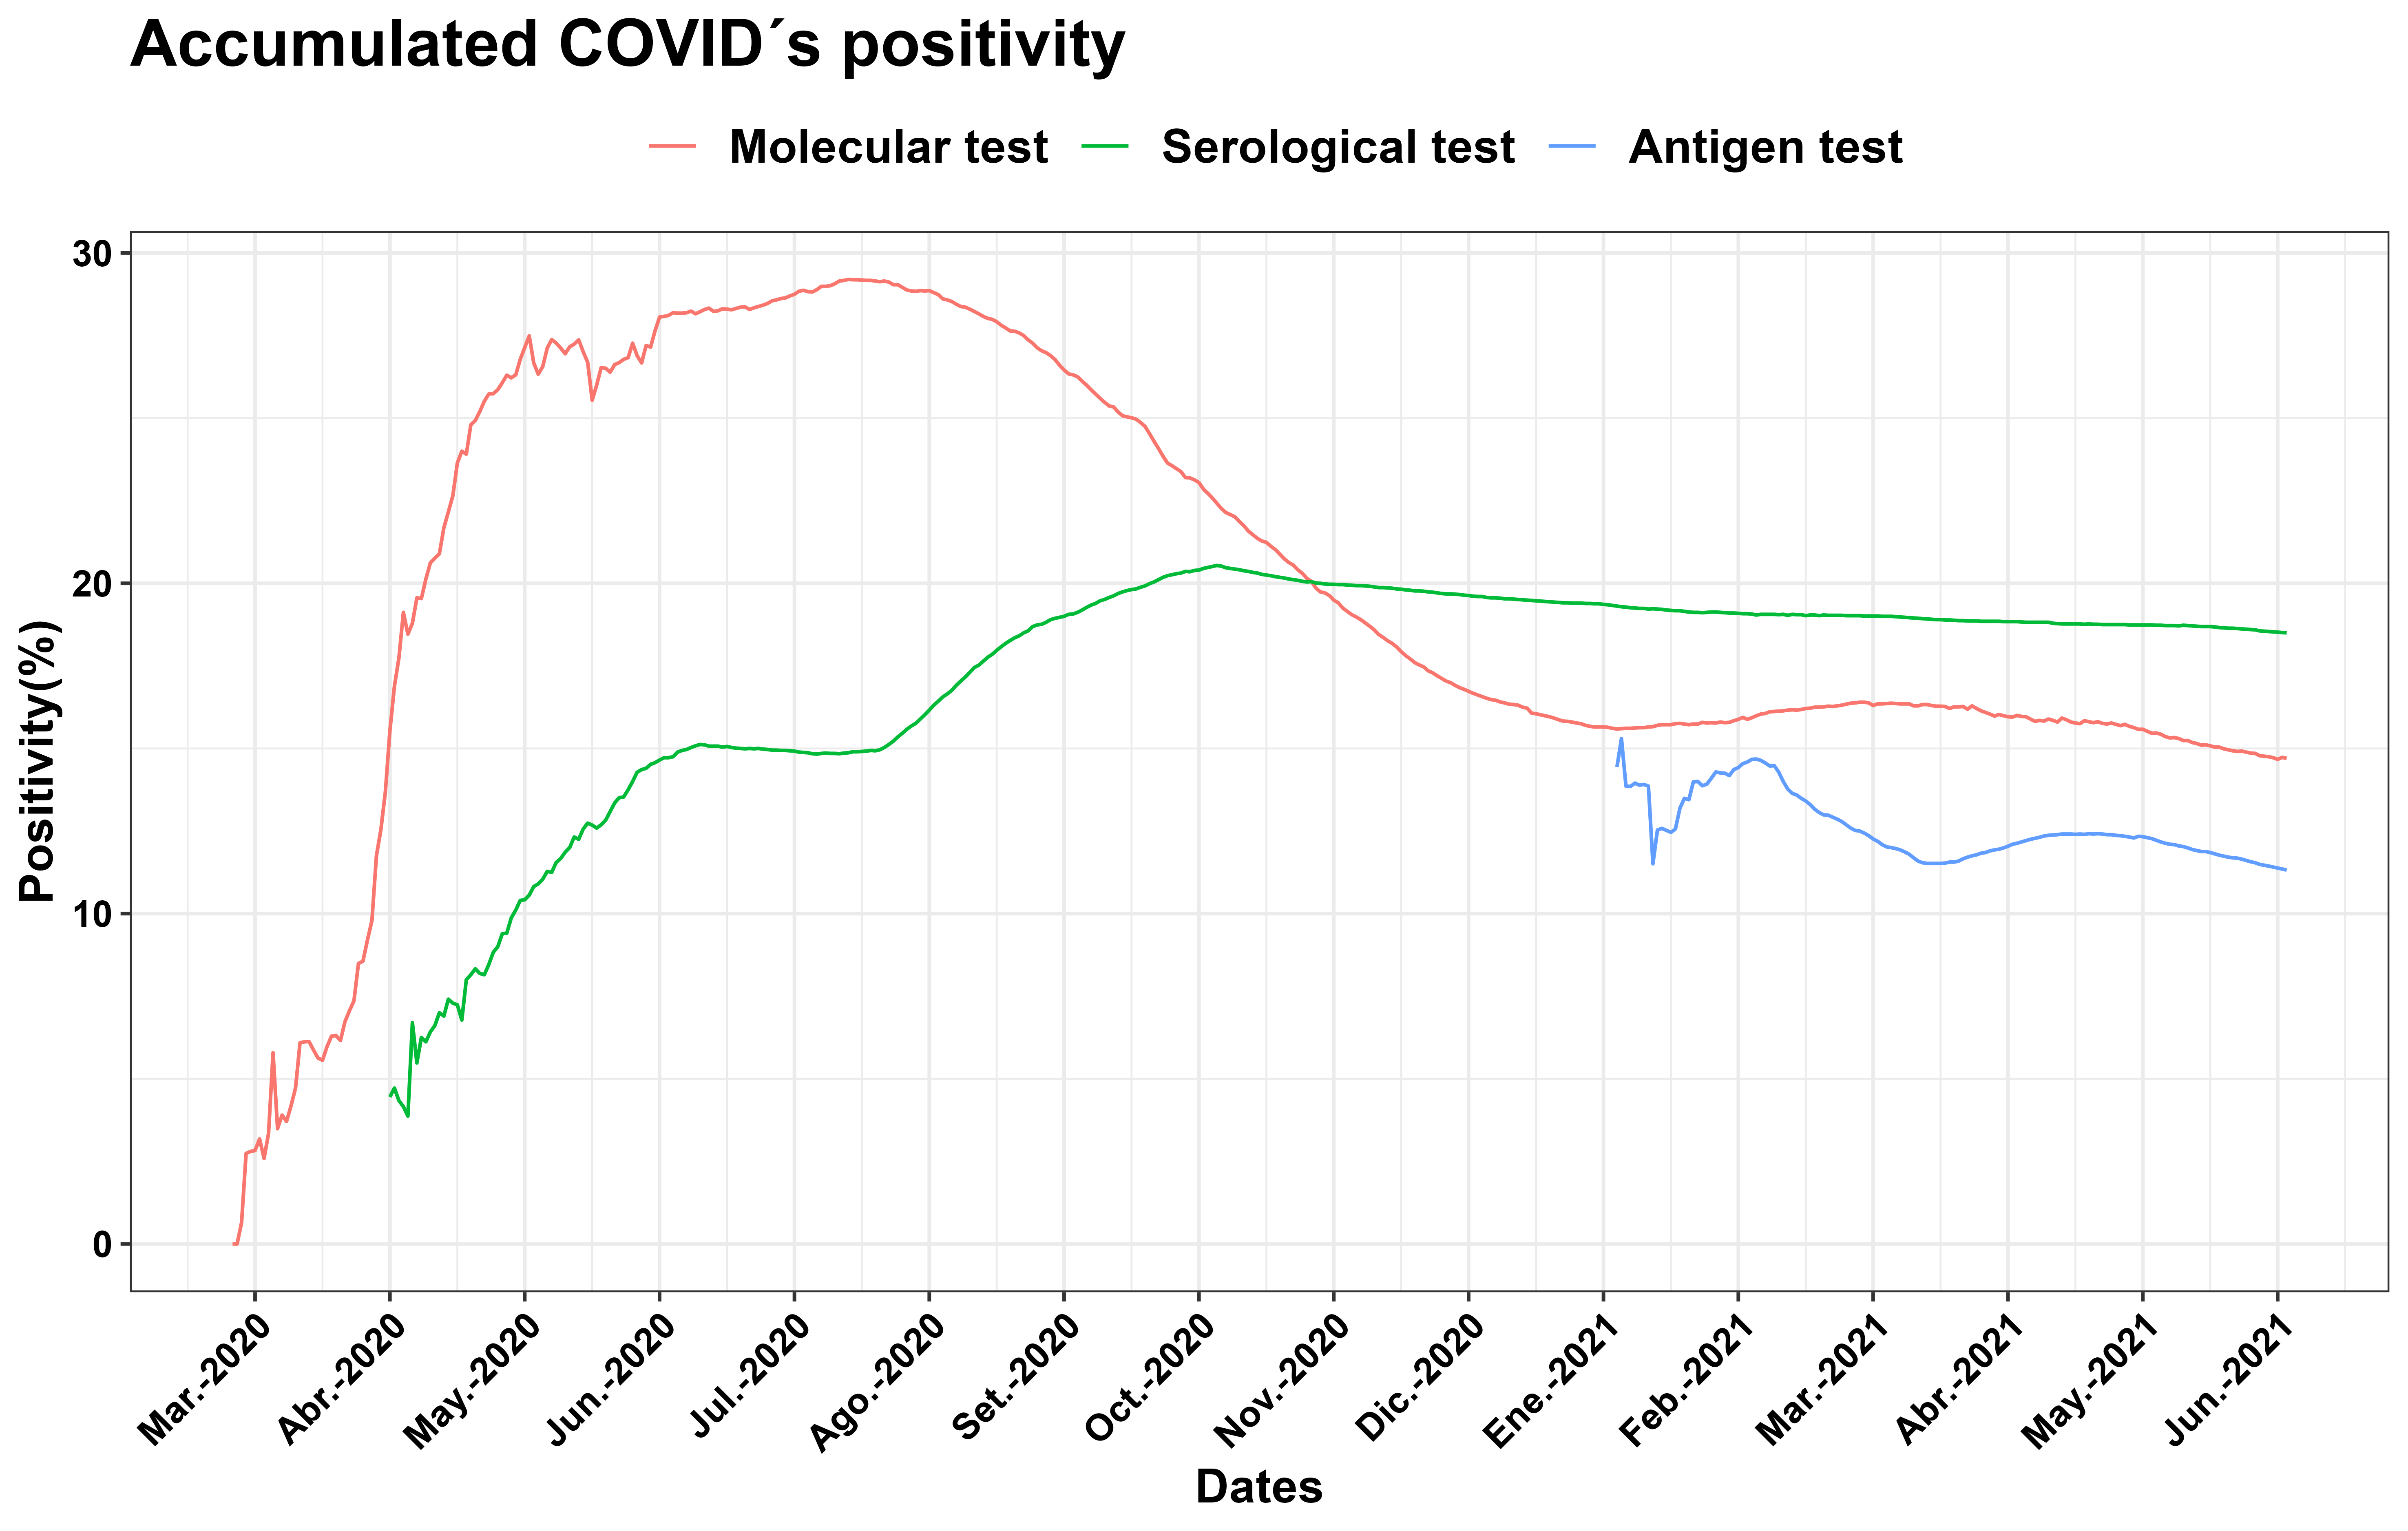 Accumulated COVID´s positivity
Molecular test Serological test Antigen test
30
20
10
0
Positivity(%)
Mar.-2020
Abr.-2020
May.-2020
Jun.-2020
Jul.-2020
Ago.-2020
Set.-2020
Oct.-2020
Nov.-2020
Dic.-2020
Ene.-2021
Feb.-2021
Mar.-2021
Abr.-2021
May.-2021
Jun.-2021
Dates